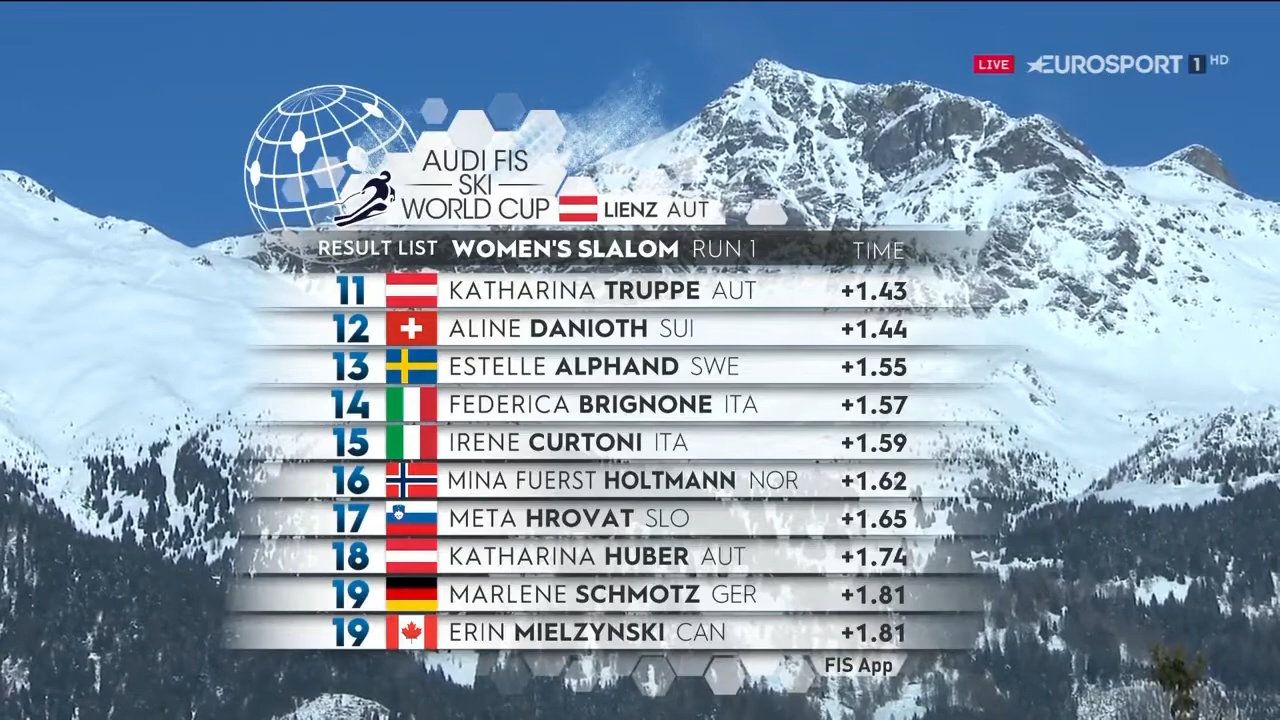 LIVE EUROSPORT 1 HD
AUDI FIS
SKI
WORLD CUP LIENZ AUT
RESULT LIST WOMEN'S SLALOM RUN 1 TIME
11 KATHARINA TRUPPE AUT +1.43
12 ALINE DANIOTH SUI +1.44
13 ESTELLE ALPHAND SWE +1.55
14 FEDERICA BRIGNONE ITA +1.57
15 IRENE CURTONI ITA +1.59
16 MINA FUERST HOLTMANN NOR +1.62
17 META HROVAT SLO +1.65
18 KATHARINA HUBER AUT +1.74
19 MARLENE SCHMOTZ GER +1.81
19 ERIN MIELZYNSKI CAN +1.81
FIS App